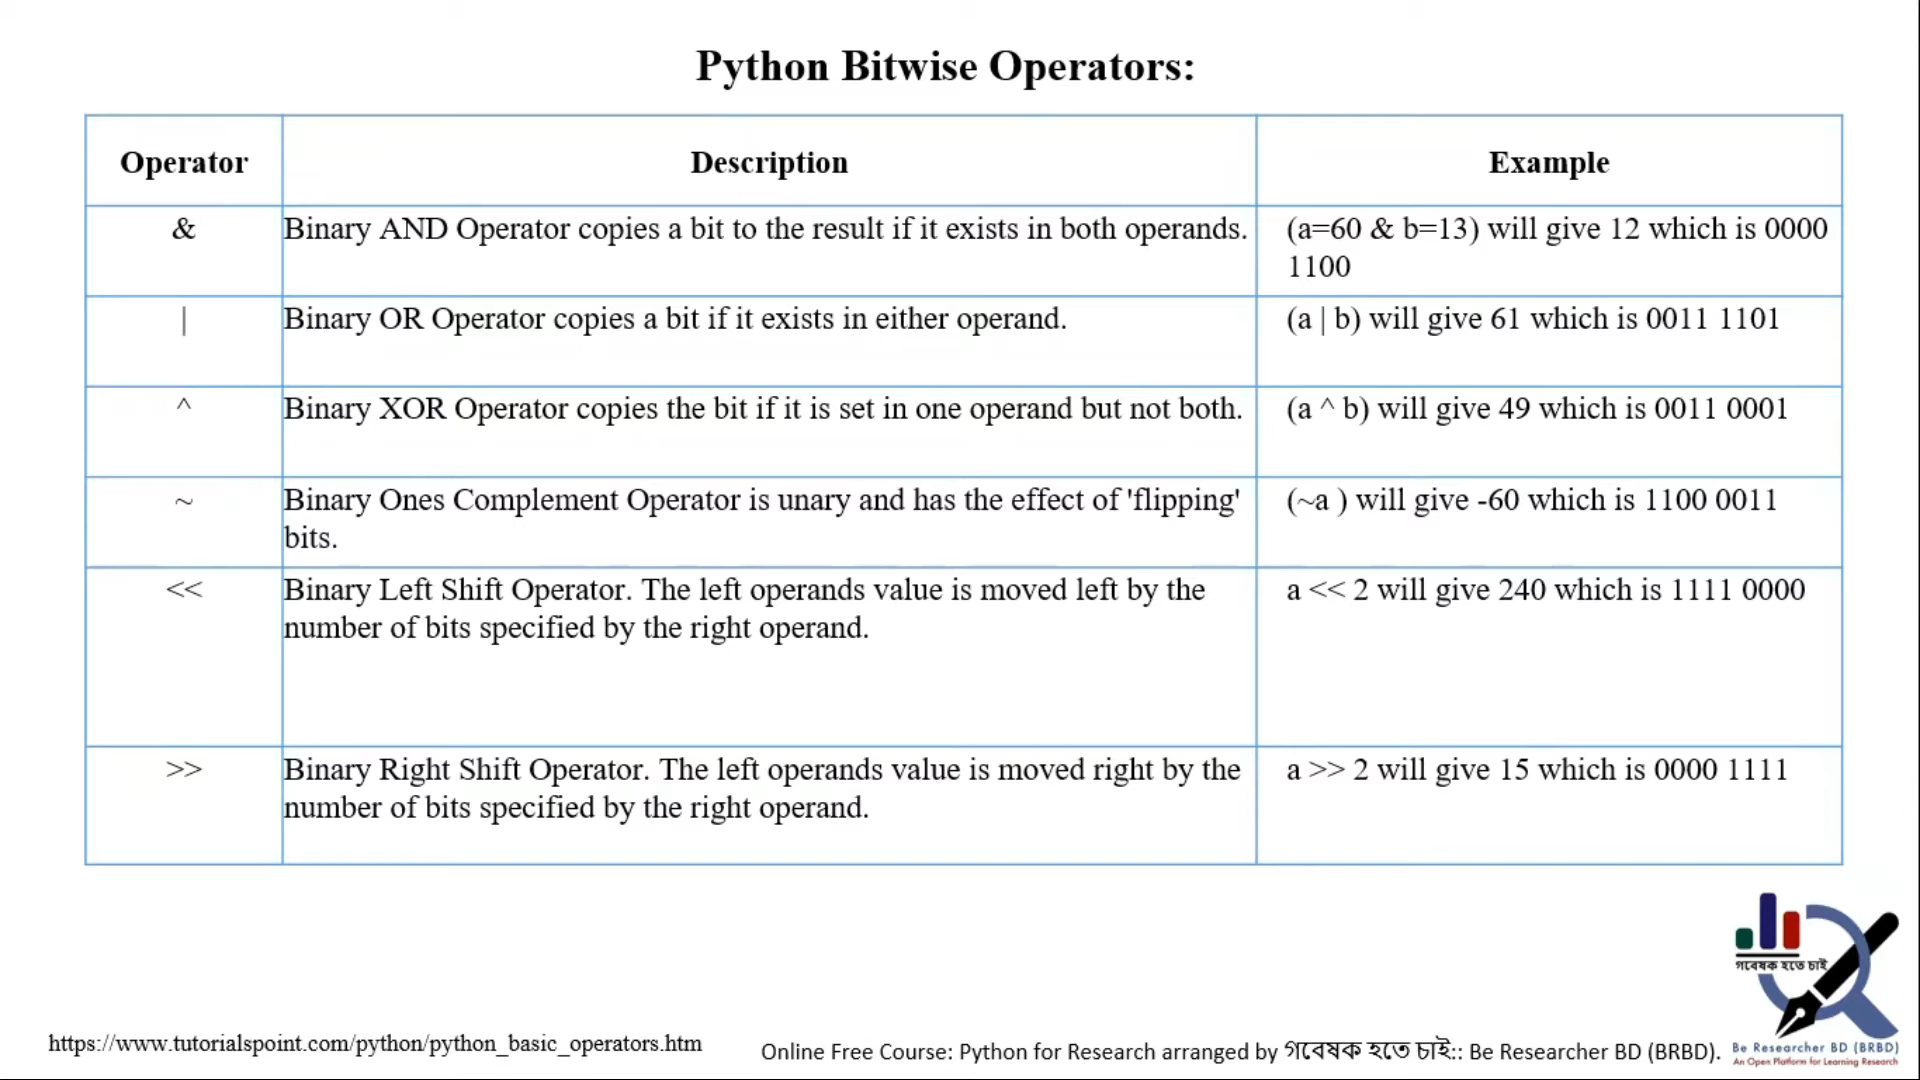 Python Bitwise Operators:
Operator Description Example
& Binary AND Operator copies a bit to the result if it exists in both operands. (a=60 & b=13) will give 12 which is 0000
1100
| Binary OR Operator copies a bit if it exists in either operand. (a | b) will give 61 which is 0011 1101
^ Binary XOR Operator copies the bit if it is set in one operand but not both. (a ^ b) will give 49 which is 0011 0001
~ Binary Ones Complement Operator is unary and has the effect of 'flipping' (~a ) will give -60 which is 1100 0011
bits.
<< Binary Left Shift Operator. The left operands value is moved left by the a << 2 will give 240 which is 1111 0000
number of bits specified by the right operand.
>> Binary Right Shift Operator. The left operands value is moved right by the a >> 2 will give 15 which is 0000 1111
number of bits specified by the right operand.
গবেষক হতে চাই
https://www.tutorialspoint.com/python/python_basic_operators.htm
Online Free Course: Python for Research arranged by গবেষক হতে চাই:: Be Researcher BD (BRBD).
Be Researcher BD (BRBD)
An Open Platform for Learning Research